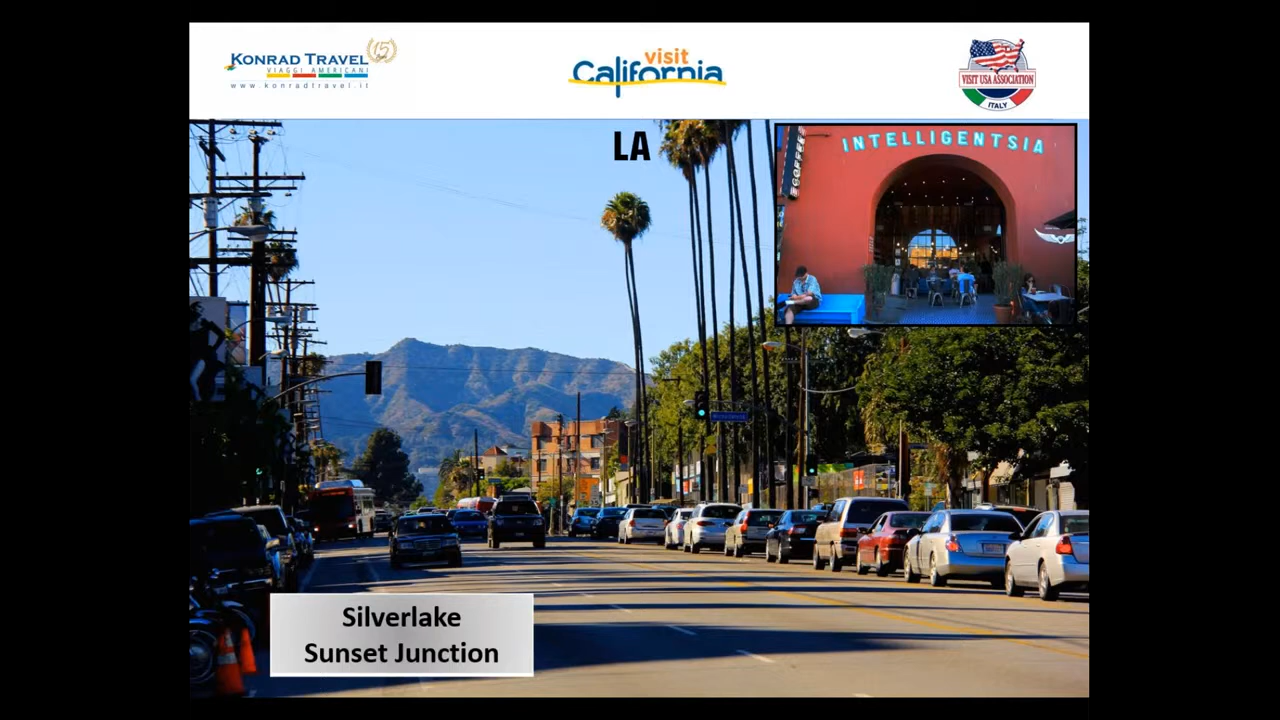 KONRAD TRAVEL
15
VIAGGI AMERICANI
www.konradtravel.it
visit
California
VISIT USA ASSOCIATION
ITALY
LA
INTELLIGENTSIA
COFFEE
Silverlake
Sunset Junction